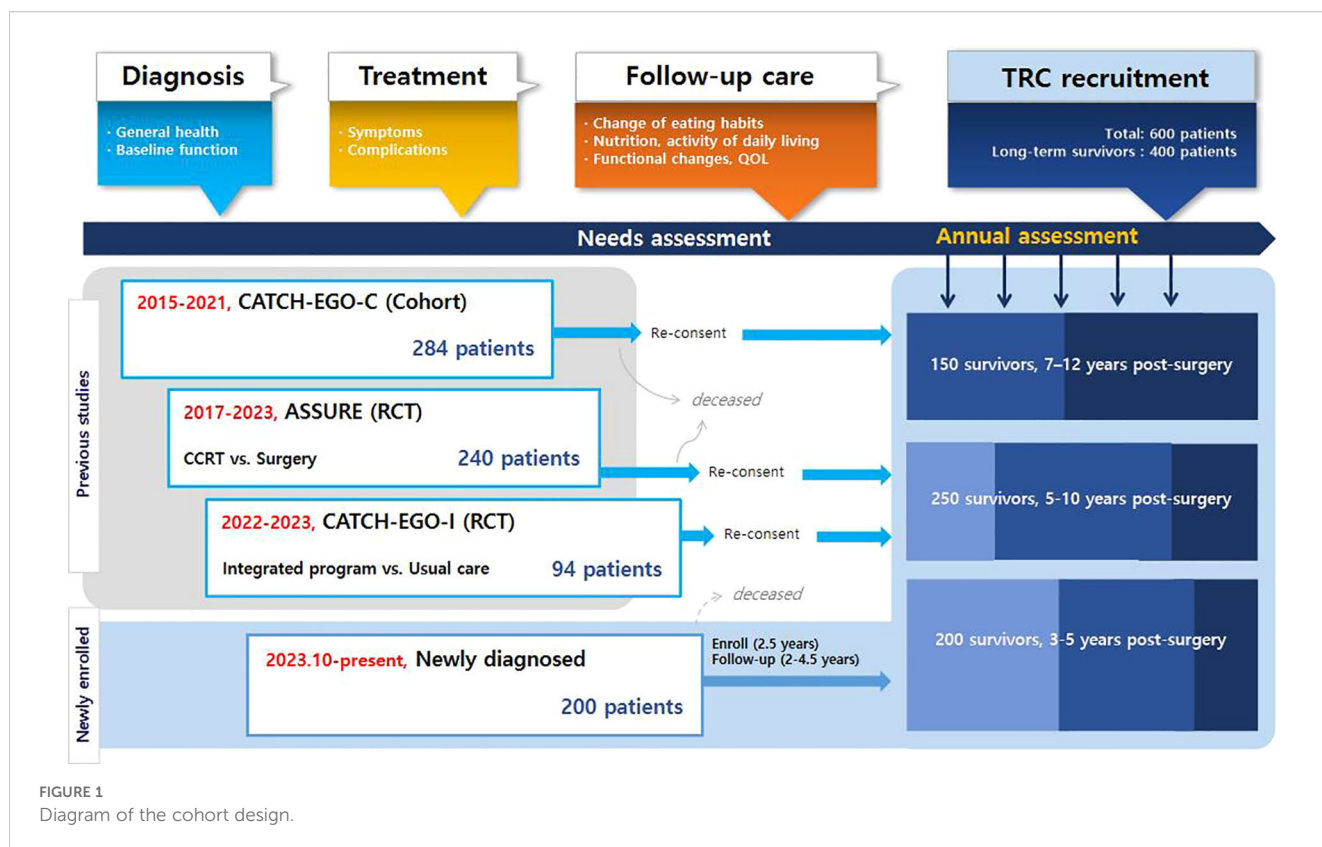 Diagnosis
· General health
· Baseline function
Treatment
· Symptoms
· Complications
Follow-up care
· Change of eating habits
· Nutrition, activity of daily living
· Functional changes, QOL
TRC recruitment
Total: 600 patients
Long-term survivors : 400 patients
Needs assessment
Annual assessment
Previous studies
2015-2021, CATCH-EGO-C (Cohort)
284 patients
Re-consent
deceased
150 survivors, 7–12 years post-surgery
2017-2023, ASSURE (RCT)
CCRT vs. Surgery
240 patients
Re-consent
250 survivors, 5-10 years post-surgery
2022-2023, CATCH-EGO-I (RCT)
Integrated program vs. Usual care
94 patients
Re-consent
deceased
Newly enrolled
2023.10-present, Newly diagnosed
200 patients
Enroll (2.5 years)
Follow-up (2-4.5 years)
200 survivors, 3-5 years post-surgery
FIGURE 1
Diagram of the cohort design.